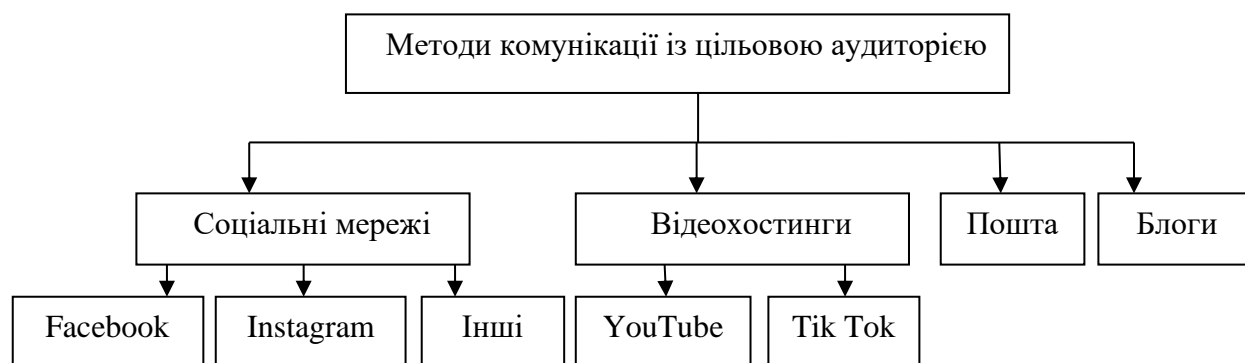 Методи комунікації із цільовою аудиторією
Соціальні мережі
Відеохостинги
Пошта
Блоги
Facebook
Instagram
Інші
YouTube
Tik Tok